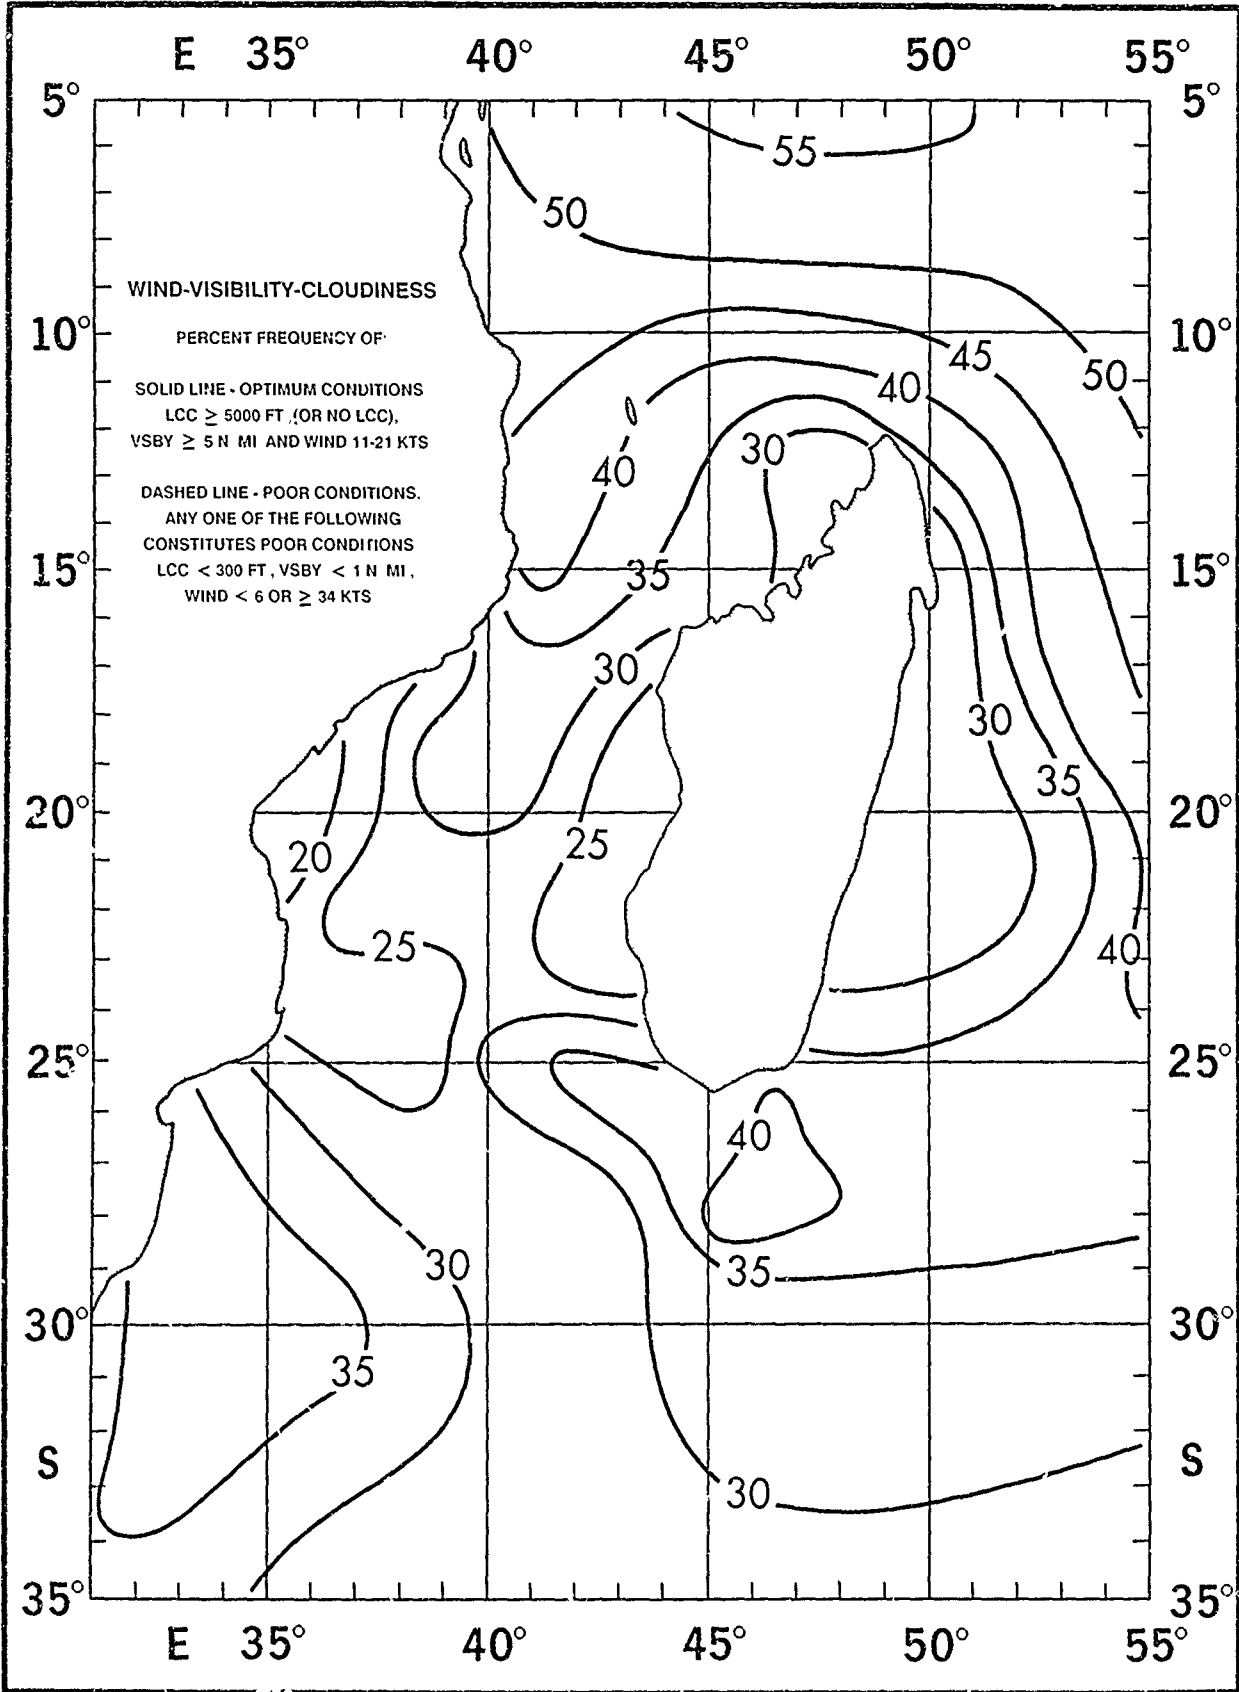 E 35° 40° 45° 50° 55°
5° 5°
55
50
WIND-VISIBILITY-CLOUDINESS
PERCENT FREQUENCY OF·
10° 10°
45
50
40
SOLID LINE - OPTIMUM CONDITIONS
LCC ≥ 5000 FT ,(OR NO LCC),
VSBY ≥ 5 N MI AND WIND 11-21 KTS
30
40
DASHED LINE - POOR CONDITIONS.
ANY ONE OF THE FOLLOWING
CONSTITUTES POOR CONDITIONS
LCC < 300 FT , VSBY < 1 N MI ,
WIND < 6 OR ≥ 34 KTS
15° 35 15°
30
30
35
20° 20°
25
20
25
40
25° 25°
40
30
35
30° 30°
35
S S
30
35° 35°
E 35° 40° 45° 50° 55°